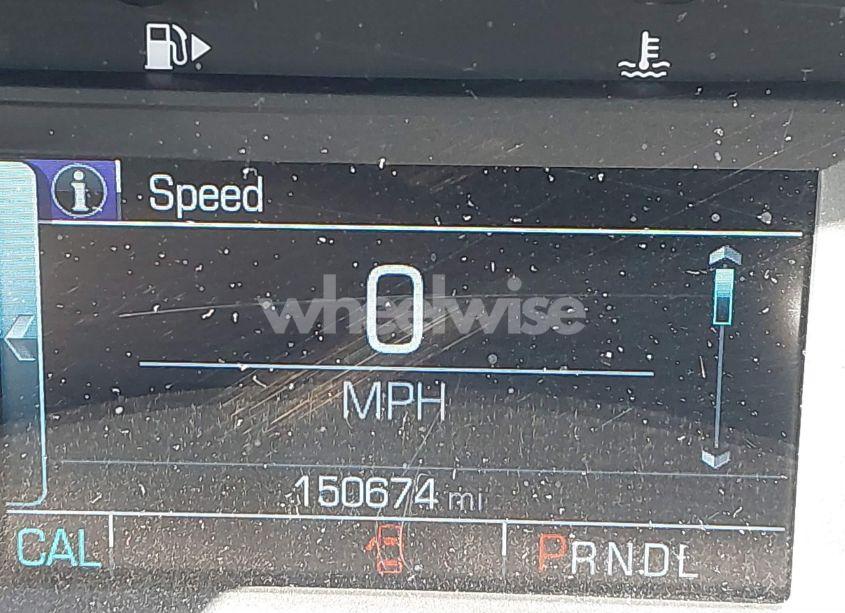 Speed
0
wheelwise
MPH
150674 mi
CAL PRNDL